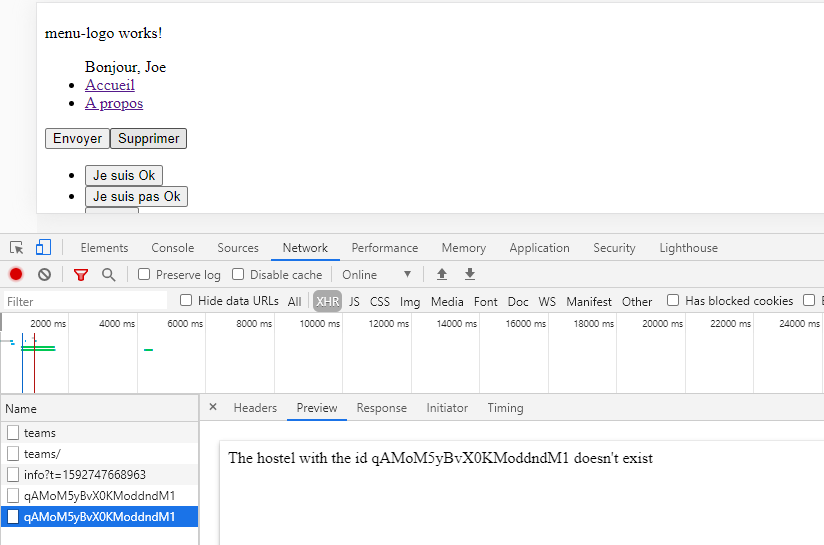 menu-logo works!
Bonjour, Joe
Accueil
A propos
Envoyer Supprimer
Je suis Ok
Je suis pas Ok
Elements Console Sources Network Performance Memory Application Security Lighthouse
Preserve log Disable cache Online
Filter Hide data URLs All XHR JS CSS Img Media Font Doc WS Manifest Other Has blocked cookies
2000 ms 4000 ms 6000 ms 8000 ms 10000 ms 12000 ms 14000 ms 16000 ms 18000 ms 20000 ms 22000 ms 24000 ms
Name × Headers Preview Response Initiator Timing
teams
teams/
info?t=1592747668963
qAMoM5yBvX0KModdndM1
qAMoM5yBvX0KModdndM1
The hostel with the id qAMoM5yBvX0KModdndM1 doesn't exist